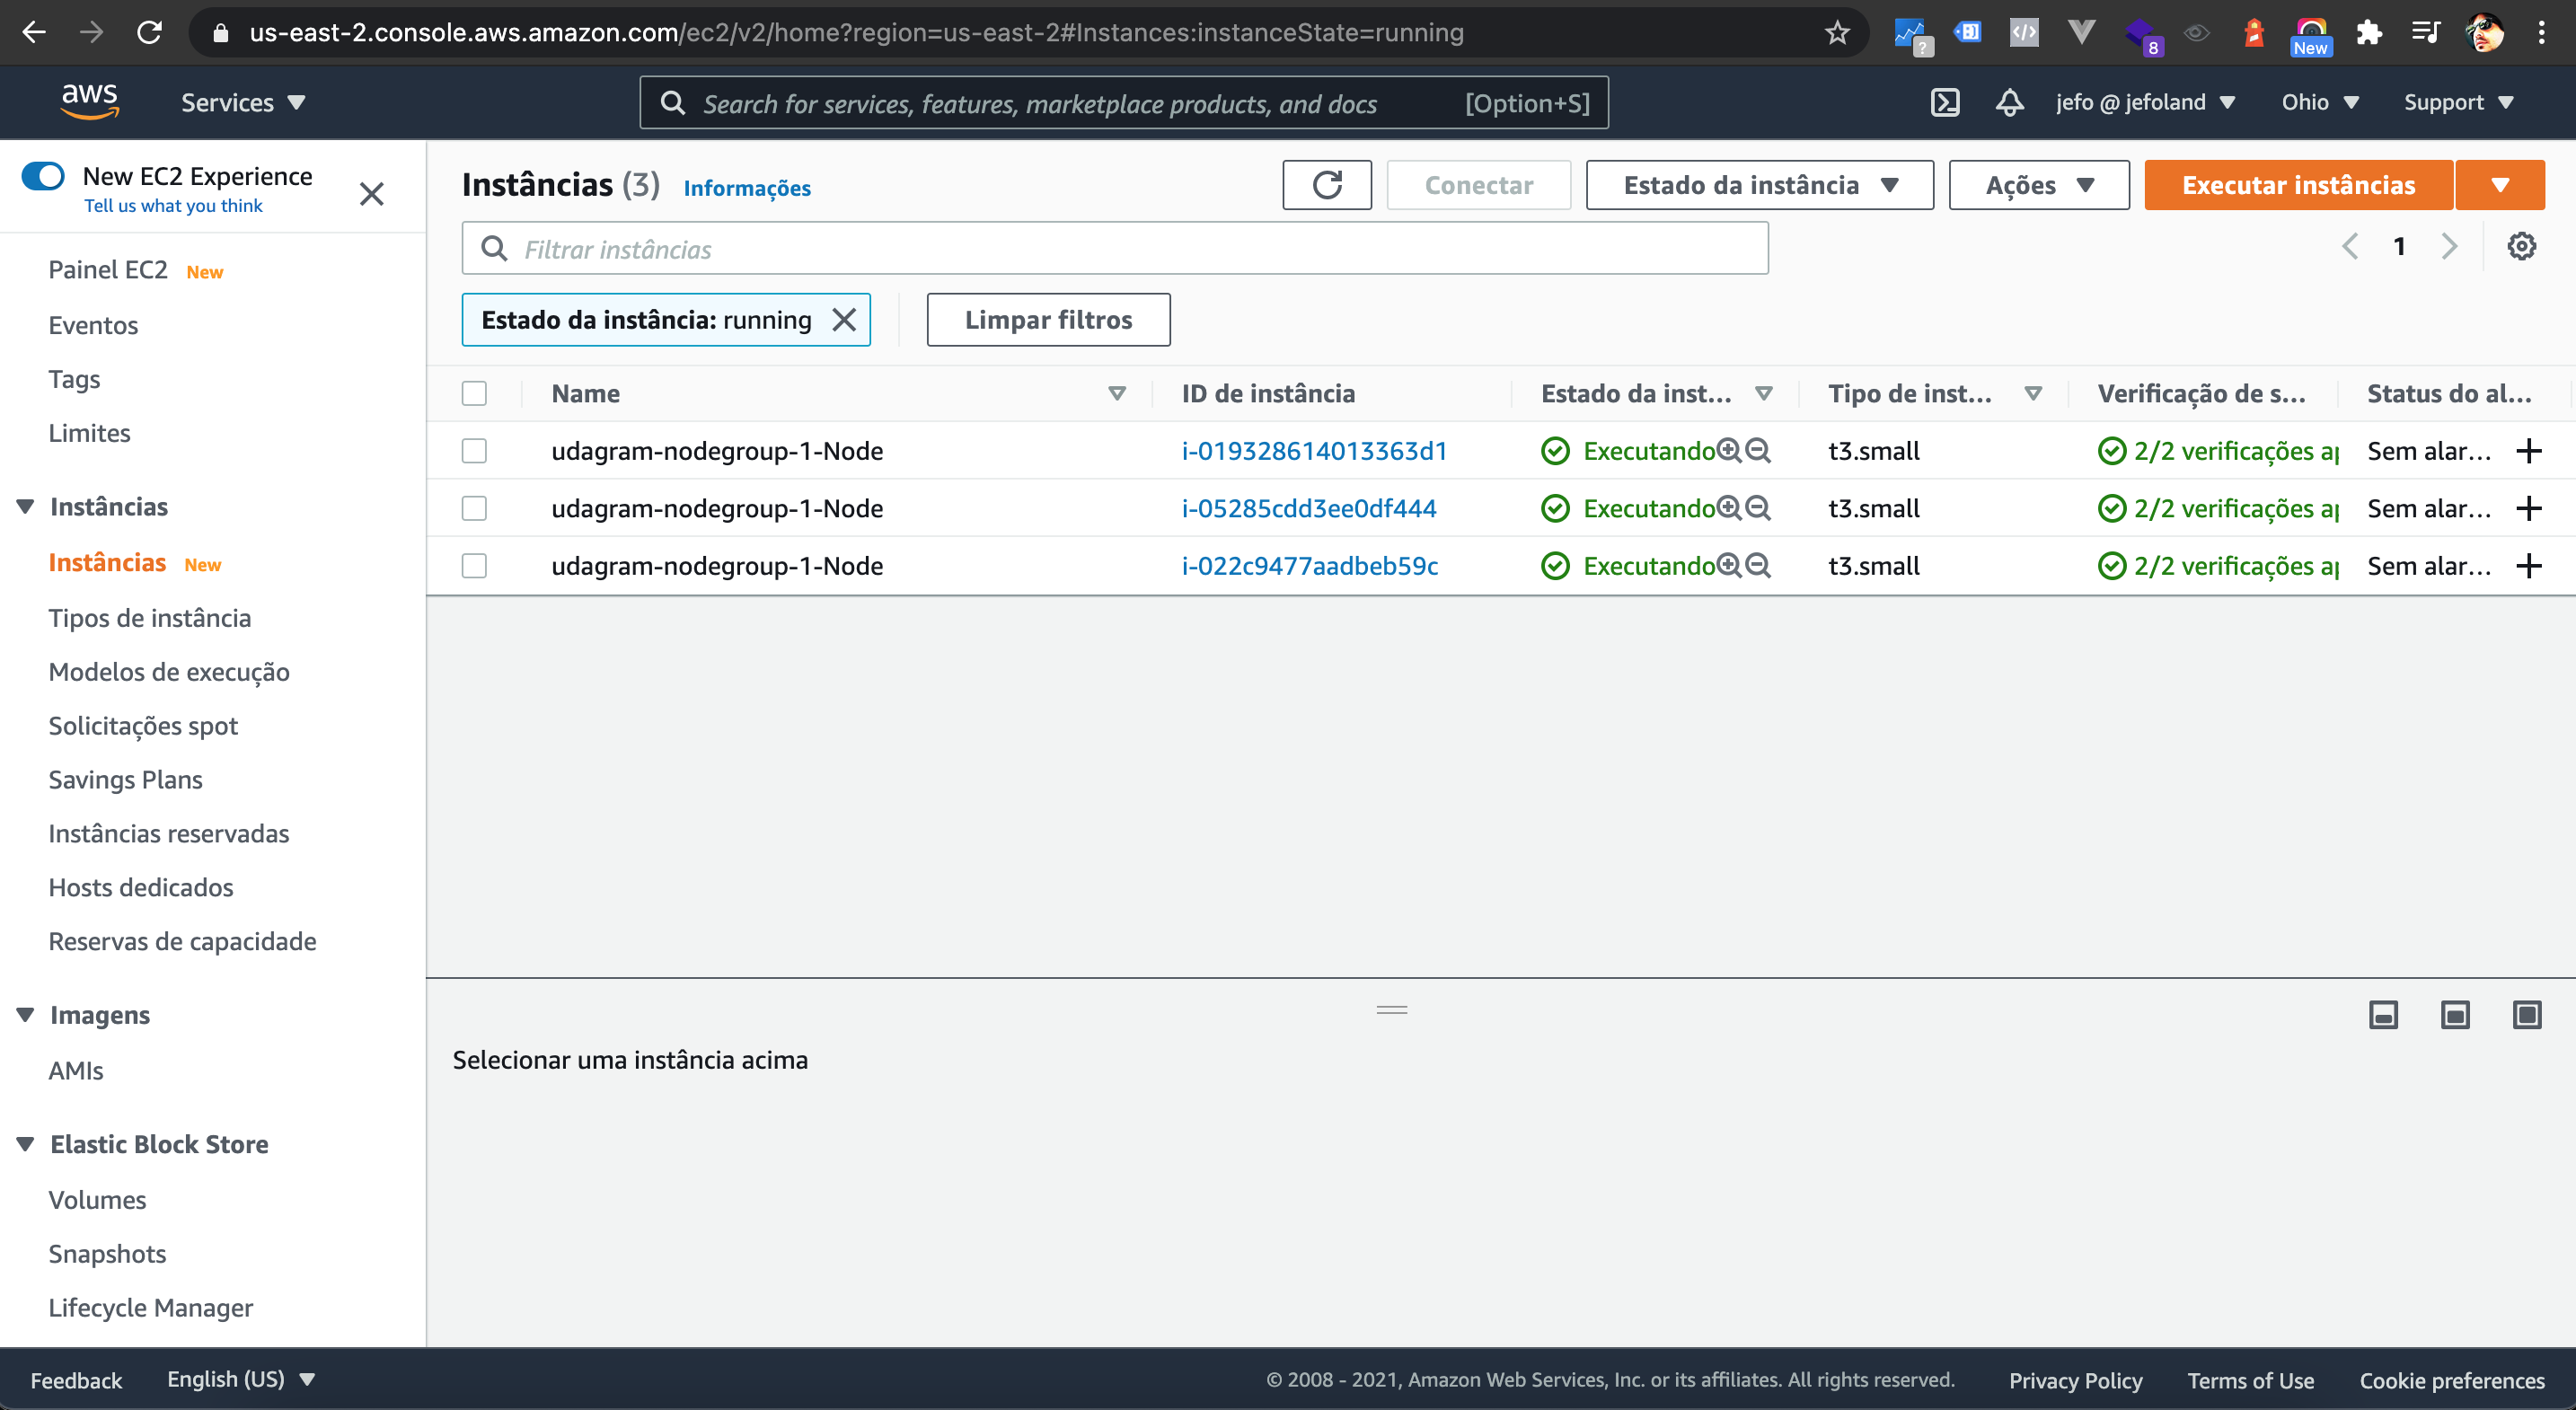 us-east-2.console.aws.amazon.com/ec2/v2/home?region=us-east-2#Instances:instanceState=running
?
8
New
aws
Services
Search for services, features, marketplace products, and docs [Option+S]
jefo @ jefoland
Ohio
Support
New EC2 Experience
Tell us what you think
Painel EC2 New
Eventos
Tags
Limites
Instâncias
Instâncias New
Tipos de instância
Modelos de execução
Solicitações spot
Savings Plans
Instâncias reservadas
Hosts dedicados
Reservas de capacidade
Imagens
AMIs
Elastic Block Store
Volumes
Snapshots
Lifecycle Manager
Instâncias (3) Informações
Conectar
Estado da instância
Ações
Executar instâncias
Filtrar instâncias
1
Estado da instância: running
Limpar filtros
Name ID de instância Estado da inst... Tipo de inst... Verificação de s... Status do al...
udagram-nodegroup-1-Node i-019328614013363d1 Executando t3.small 2/2 verificações ap Sem alar...
udagram-nodegroup-1-Node i-05285cdd3ee0df444 Executando t3.small 2/2 verificações ap Sem alar...
udagram-nodegroup-1-Node i-022c9477aadbeb59c Executando t3.small 2/2 verificações ap Sem alar...
Selecionar uma instância acima
Feedback English (US) © 2008 - 2021, Amazon Web Services, Inc. or its affiliates. All rights reserved. Privacy Policy Terms of Use Cookie preferences